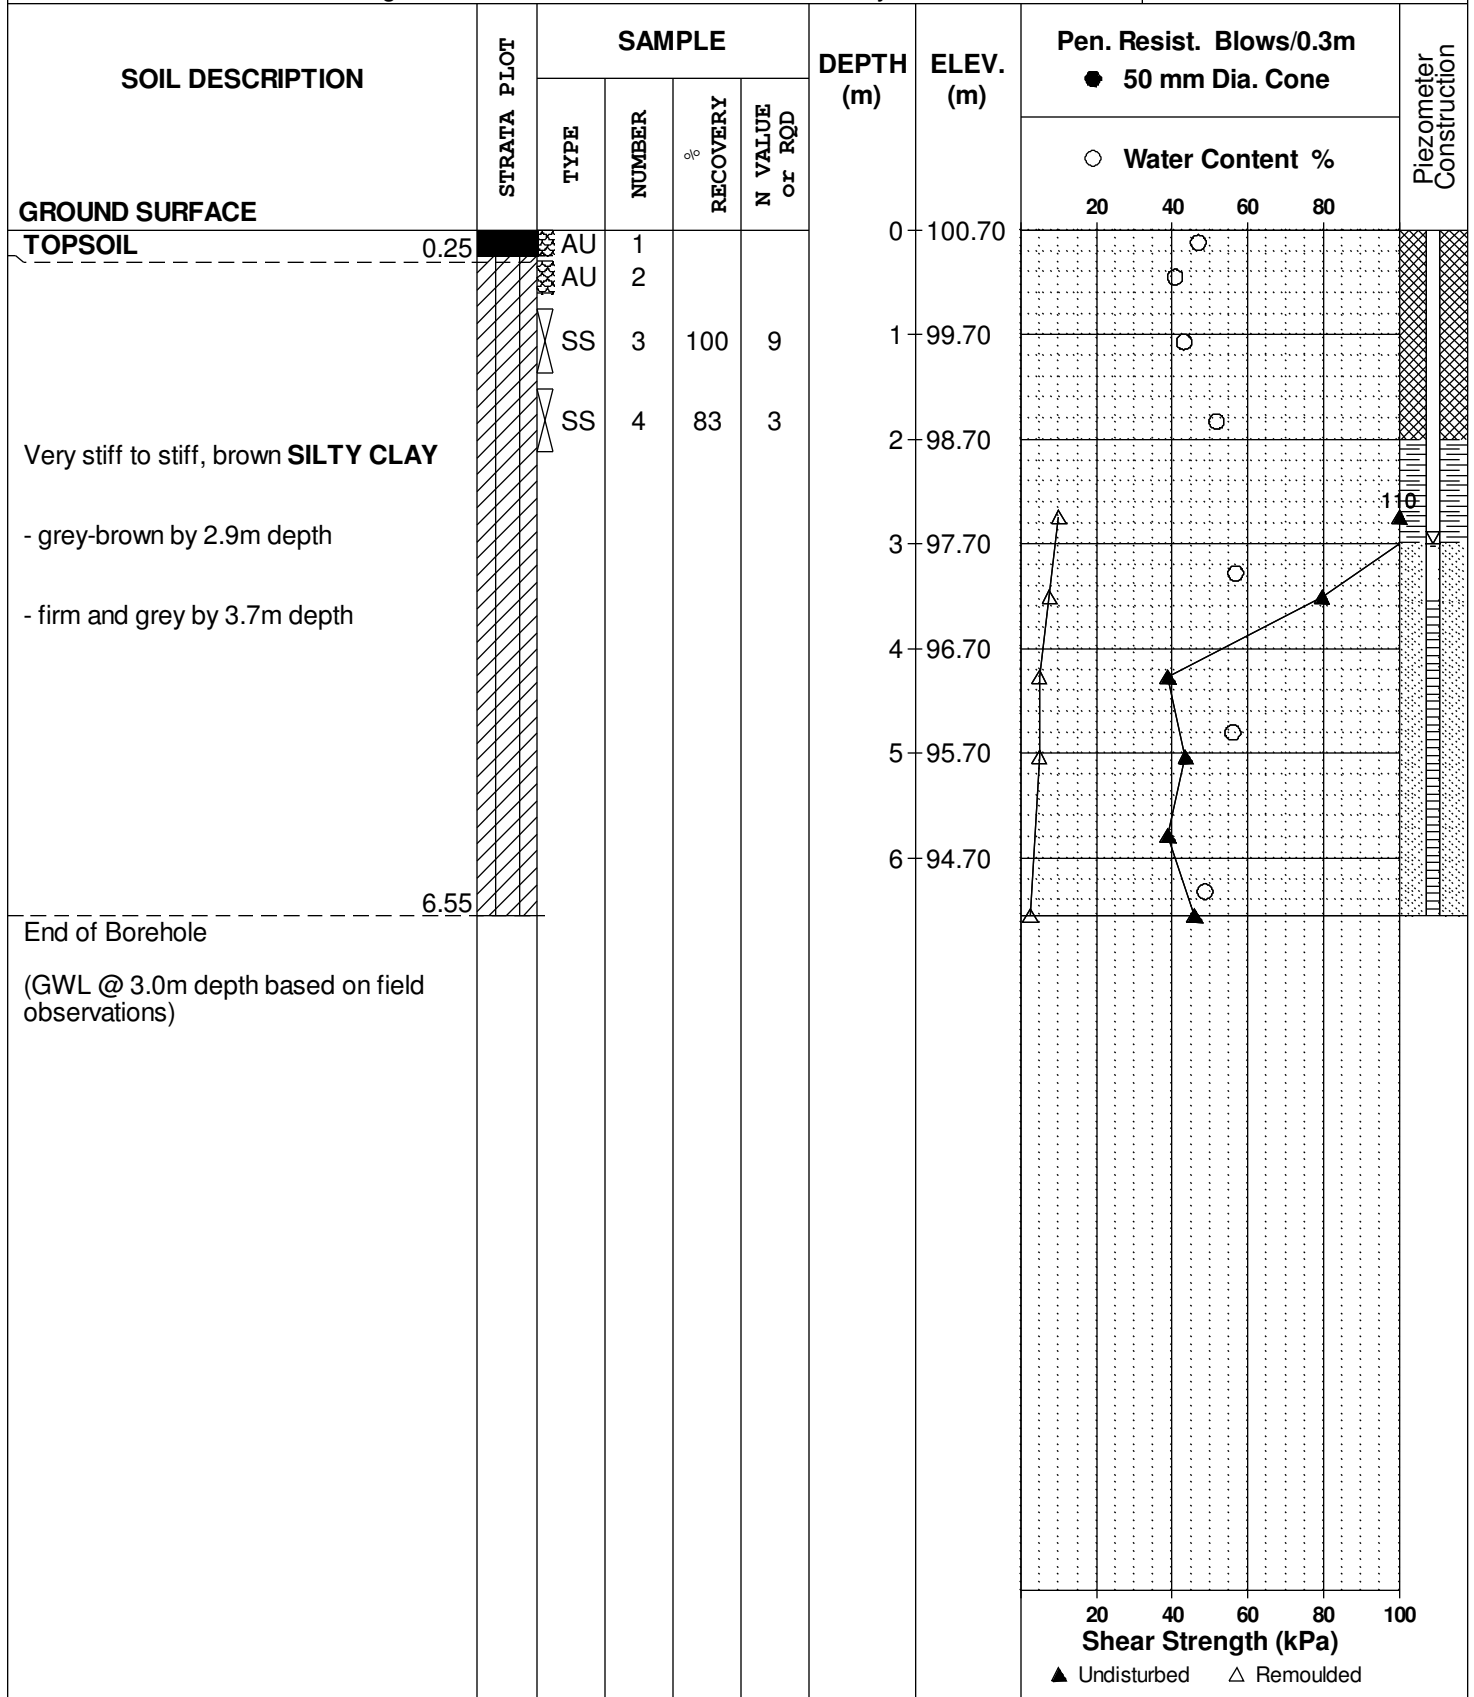 SOIL DESCRIPTION
GROUND SURFACE
STRATA PLOT
SAMPLE
TYPE
NUMBER
%
RECOVERY
N VALUE
or RQD
DEPTH
(m)
ELEV.
(m)
Pen. Resist. Blows/0.3m
● 50 mm Dia. Cone
○ Water Content %
20 40 60 80
Piezometer
Construction
TOPSOIL 0.25
AU 1
AU 2
SS 3 100 9
SS 4 83 3
Very stiff to stiff, brown SILTY CLAY
- grey-brown by 2.9m depth
- firm and grey by 3.7m depth
6.55
End of Borehole
(GWL @ 3.0m depth based on field
observations)
0 100.70
1 99.70
2 98.70
3 97.70
4 96.70
5 95.70
6 94.70
110
20 40 60 80 100
Shear Strength (kPa)
▲ Undisturbed △ Remoulded